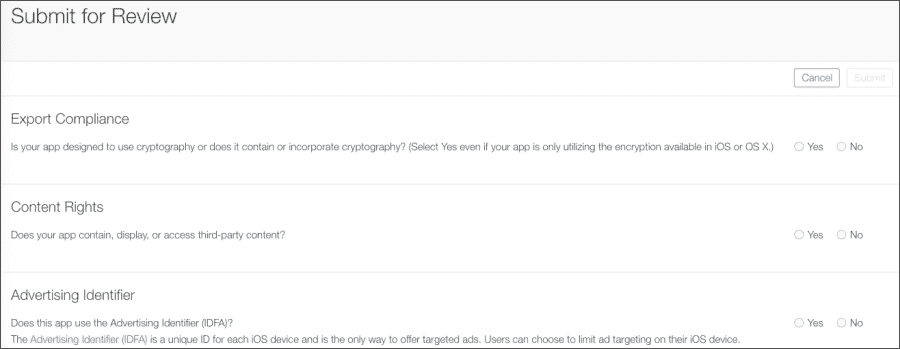 Submit for Review
Cancel Submit
Export Compliance
Is your app designed to use cryptography or does it contain or incorporate cryptography? (Select Yes even if your app is only utilizing the encryption available in iOS or OS X.) Yes No
Content Rights
Does your app contain, display, or access third-party content? Yes No
Advertising Identifier
Does this app use the Advertising Identifier (IDFA)? Yes No
The Advertising Identifier (IDFA) is a unique ID for each iOS device and is the only way to offer targeted ads. Users can choose to limit ad targeting on their iOS device.